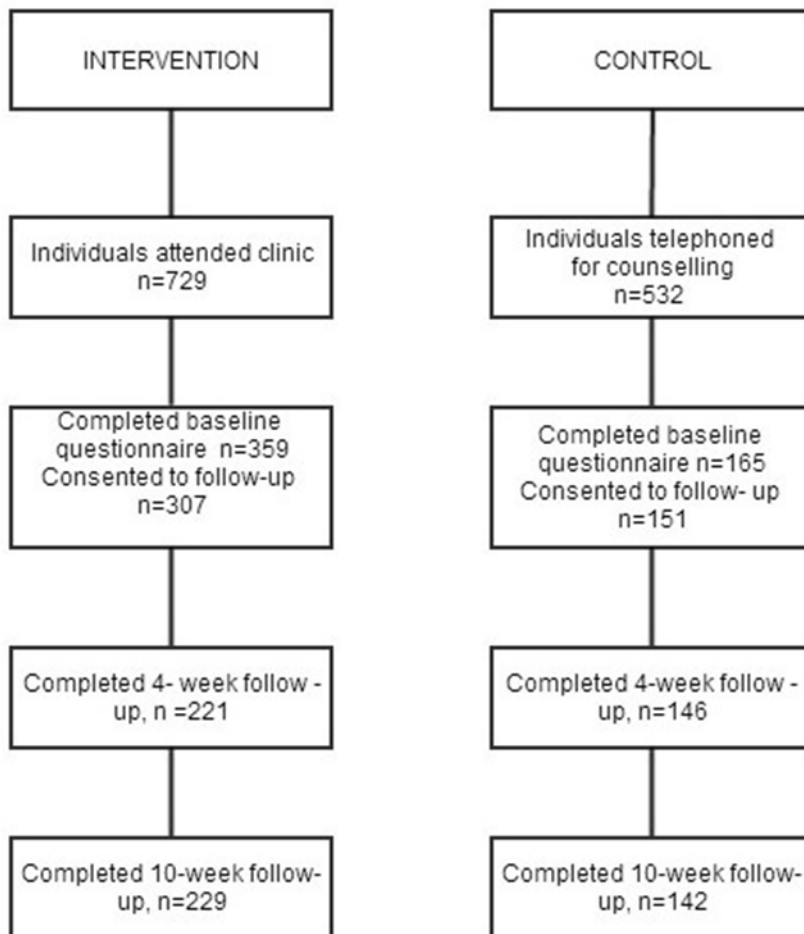 INTERVENTION
Individuals attended clinic
n=729
Completed baseline
questionnaire  n=359
Consented to follow-up
n=307
Completed 4- week follow -
up, n =221
Completed 10-week follow-
up, n=229
CONTROL
Individuals telephoned
for counselling
n=532
Completed baseline
questionnaire n=165
Consented to follow- up
n=151
Completed 4-week follow -
up, n=146
Completed 10-week follow-
up, n=142